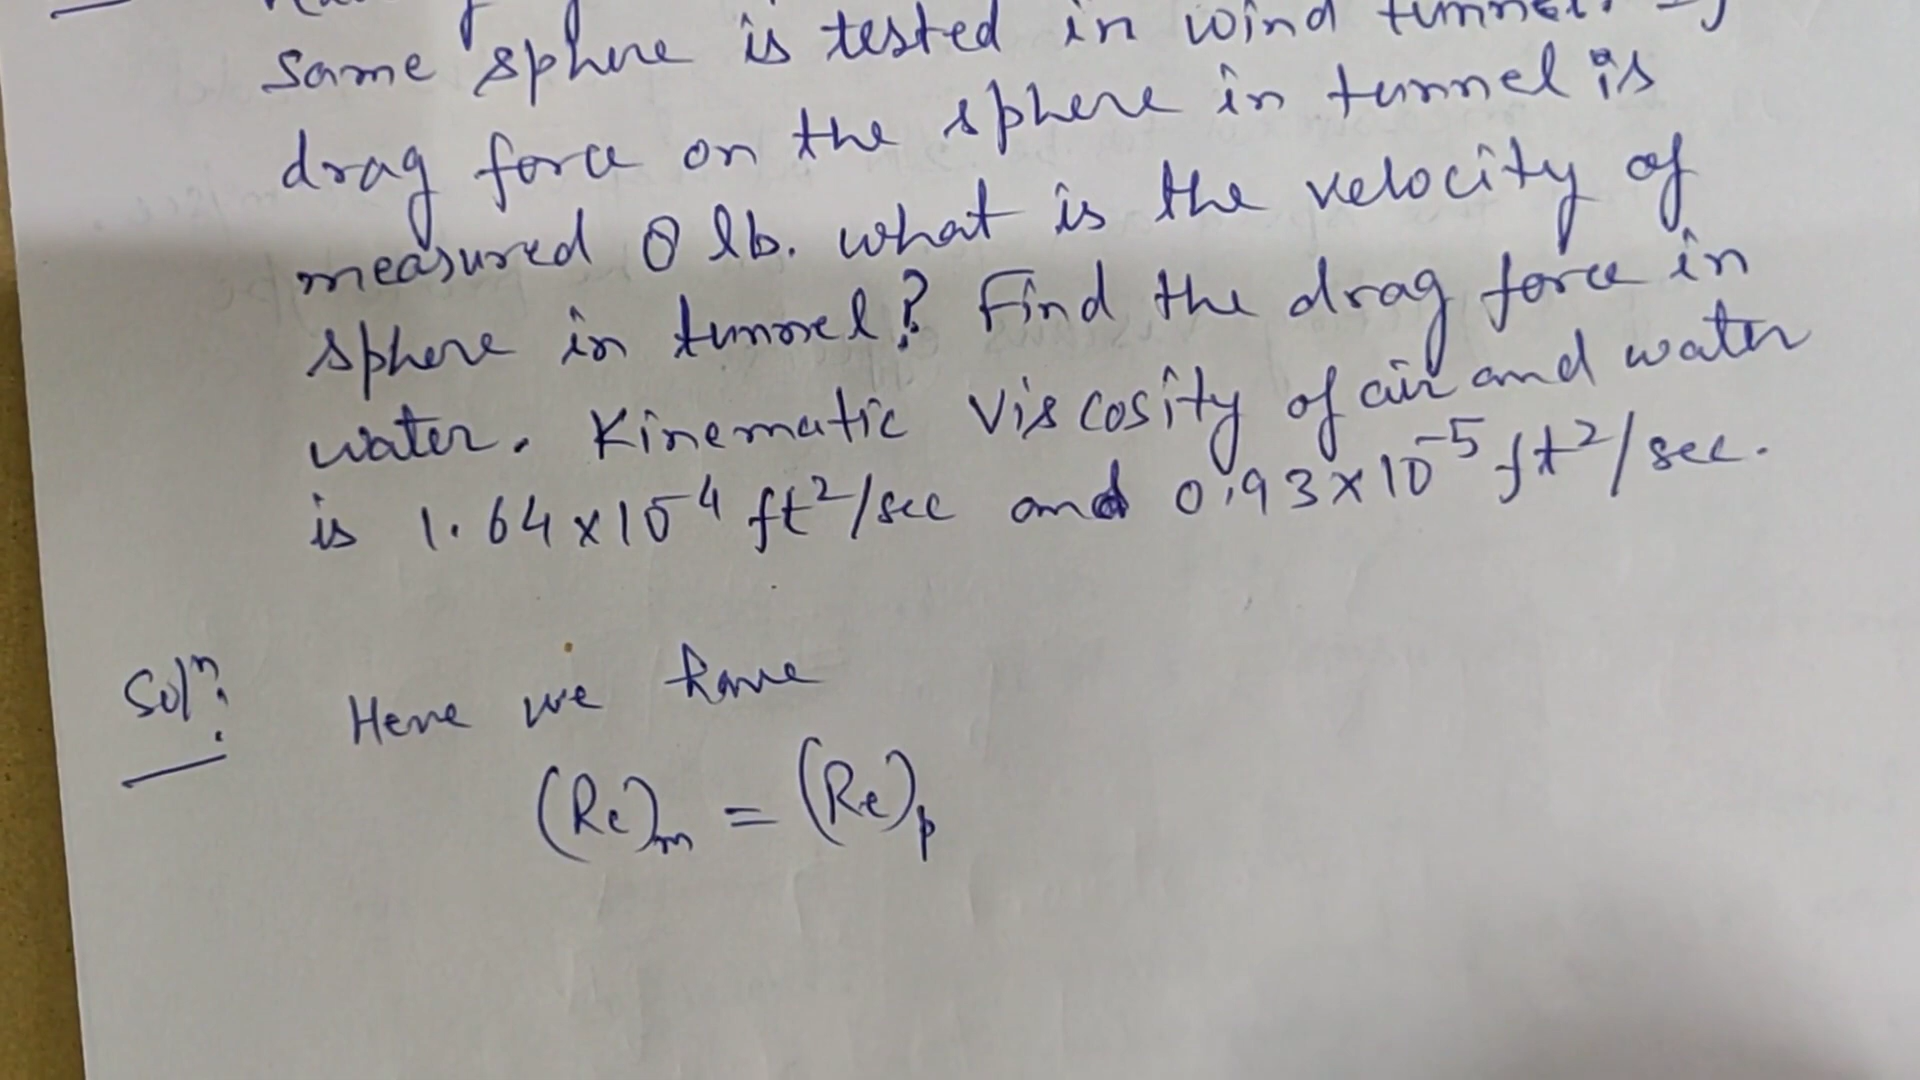 same sphere is tested in wind tunnel. If
drag force on the sphere in tunnel is
measured 8 lb. what is the velocity of
sphere in tunnel? Find the drag force in
water. Kinematic Viscosity of air and water
is 1.64×10⁻⁴ ft²/sec and 0.93×10⁻⁵ ft²/sec.
Solⁿ: Here we have
(Re)ₘ = (Re)ₚ